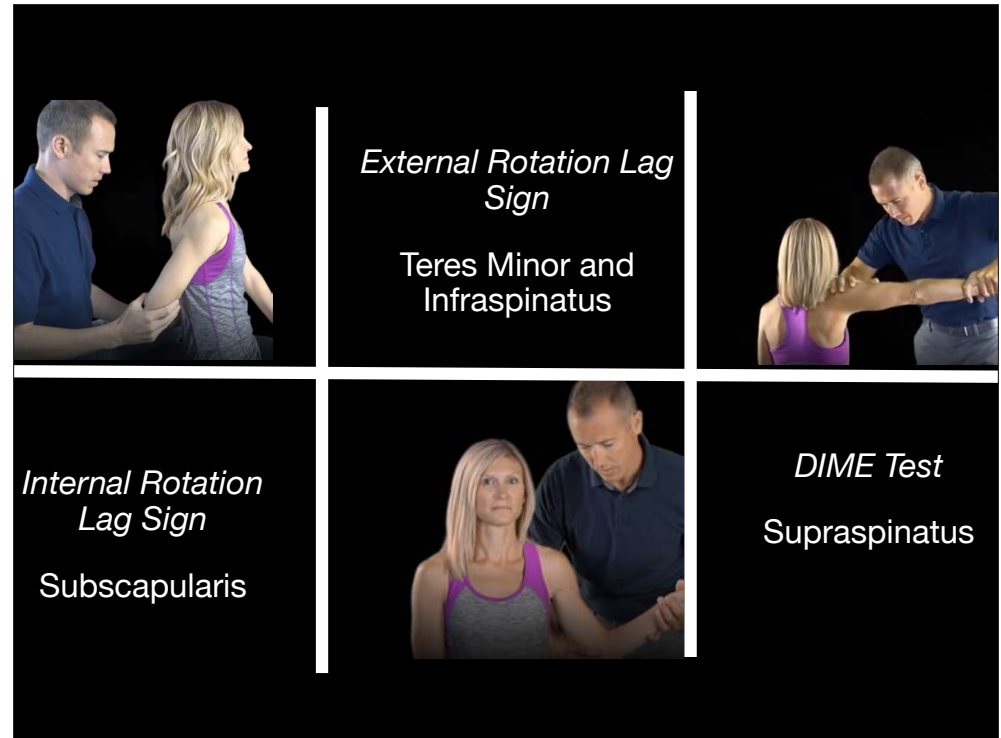 External Rotation Lag
Sign
Teres Minor and
Infraspinatus
Internal Rotation
Lag Sign
Subscapularis
DIME Test
Supraspinatus